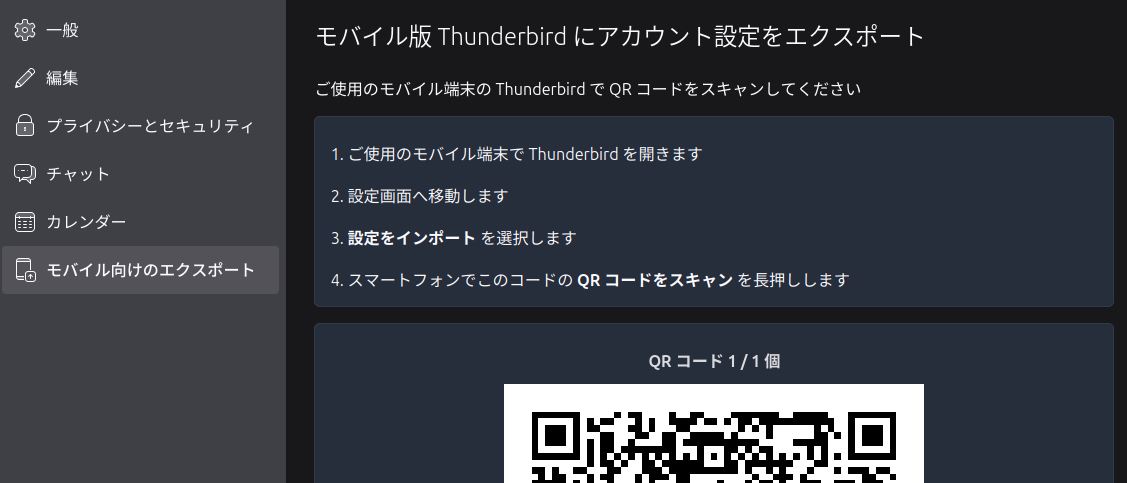 一般
編集
プライバシーとセキュリティ
チャット
カレンダー
モバイル向けのエクスポート
モバイル版 Thunderbird にアカウント設定をエクスポート
ご使用のモバイル端末の Thunderbird で QR コードをスキャンしてください
1. ご使用のモバイル端末で Thunderbird を開きます
2. 設定画面へ移動します
3. 設定をインポート を選択します
4. スマートフォンでこのコードの QR コードをスキャン を長押しします
QR コード 1 / 1 個